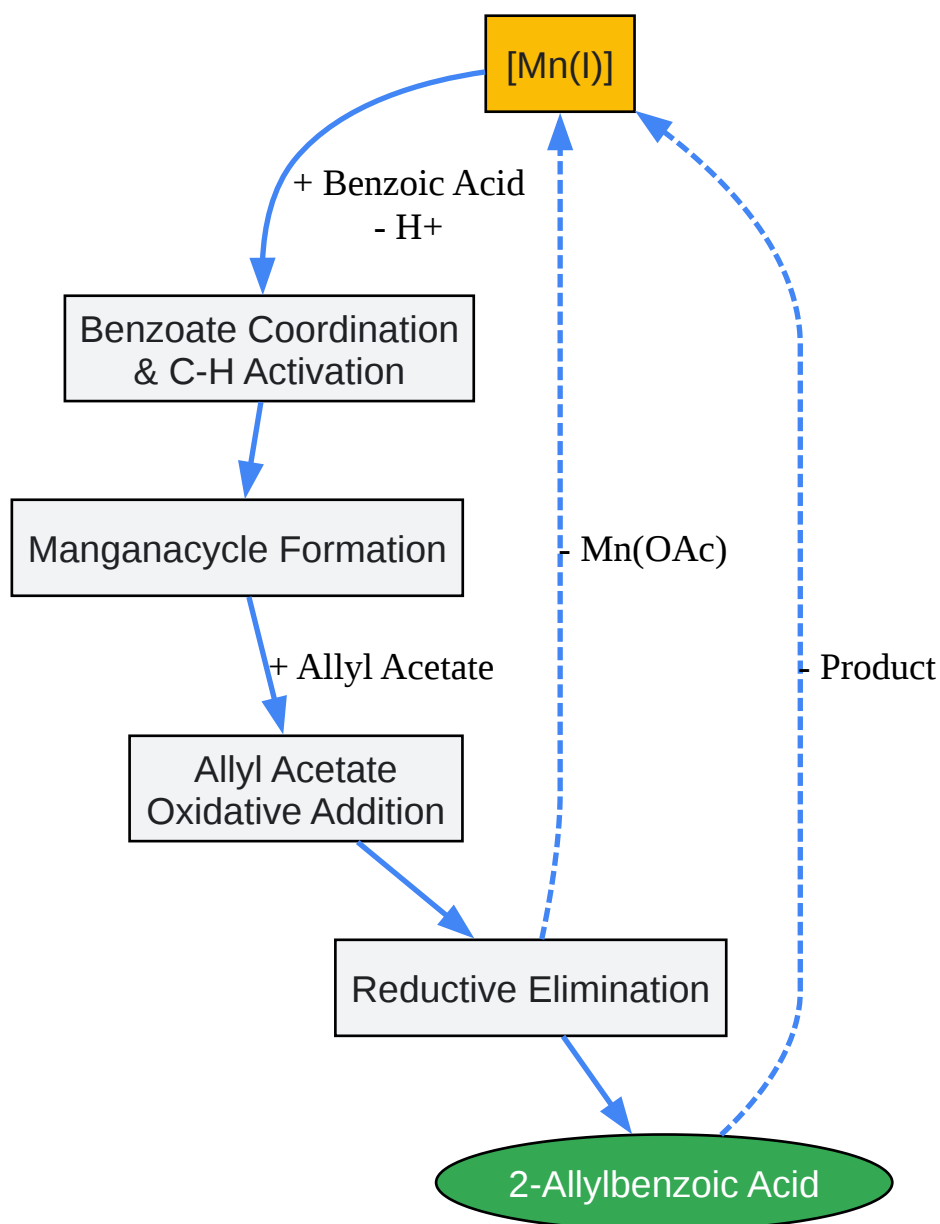 [Mn(I)]
+ Benzoic Acid
- H+
Benzoate Coordination
& C-H Activation
Manganacycle Formation
- Mn(OAc)
+ Allyl Acetate
- Product
Allyl Acetate
Oxidative Addition
Reductive Elimination
2-Allylbenzoic Acid